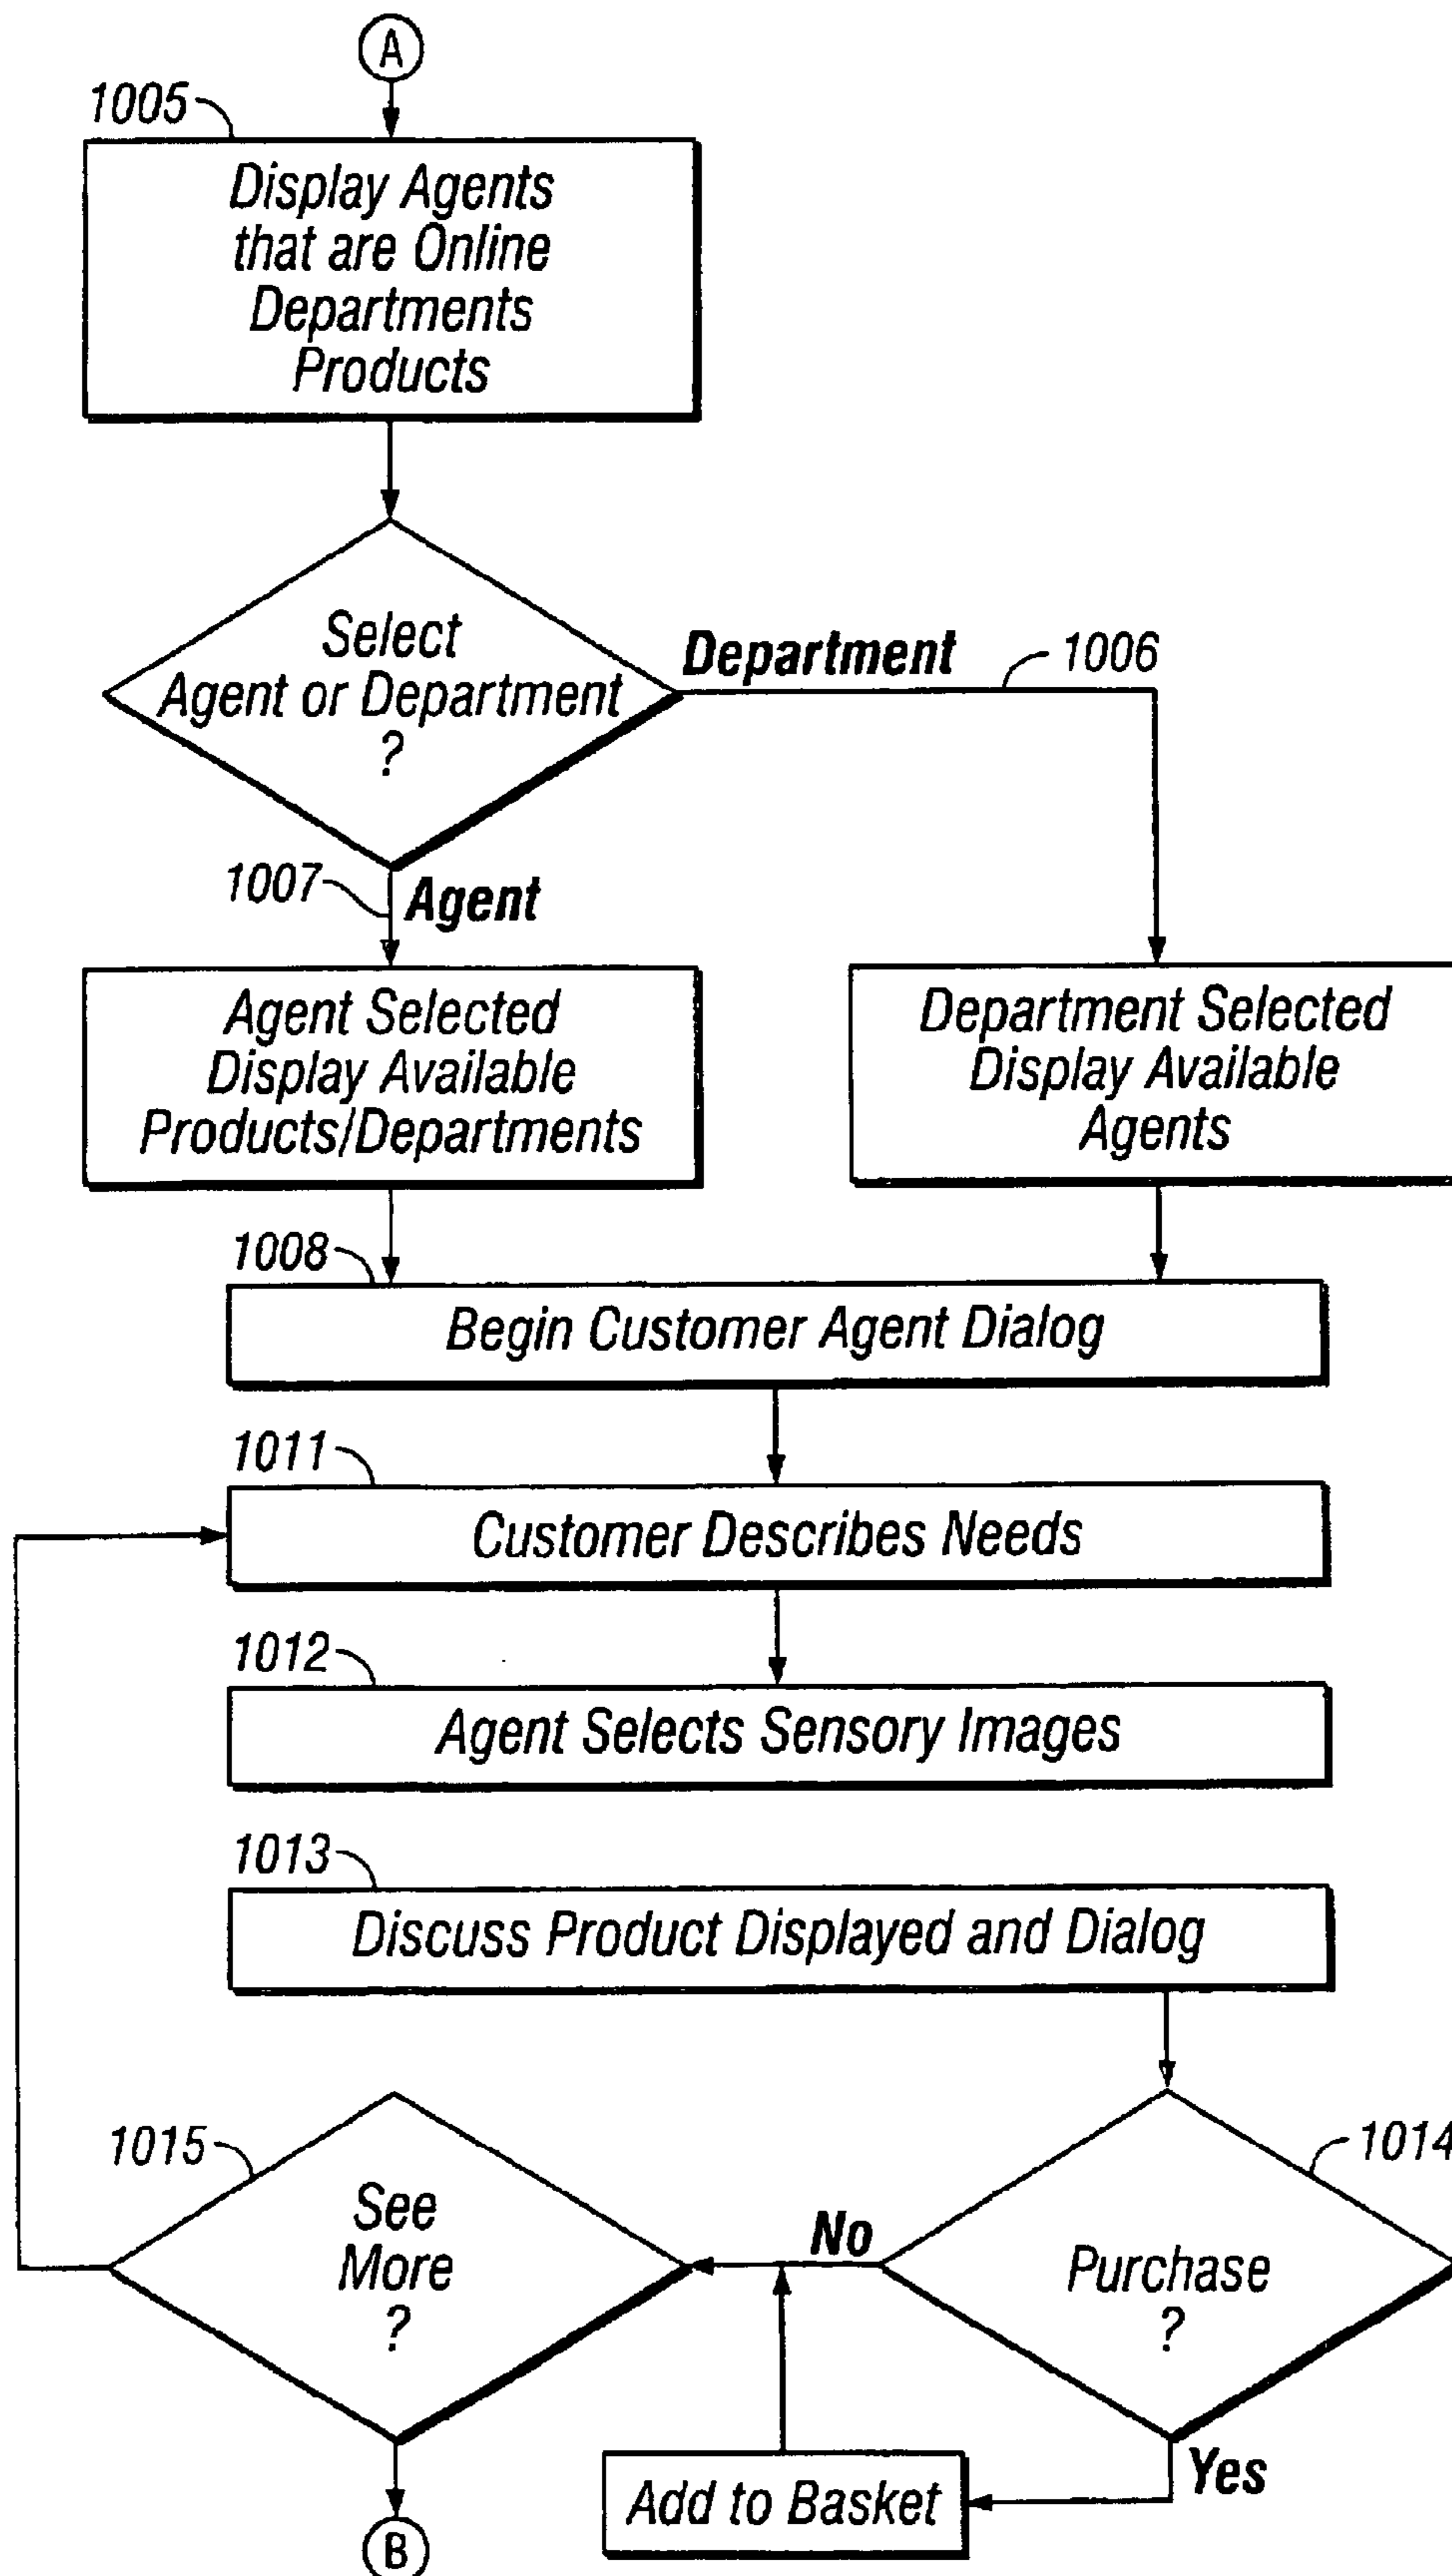 A
1005
Display Agents
that are Online
Departments
Products
Select
Agent or Department
?
Department
1006
1007
Agent
Agent Selected
Display Available
Products/Departments
Department Selected
Display Available
Agents
1008
Begin Customer Agent Dialog
1011
Customer Describes Needs
1012
Agent Selects Sensory Images
1013
Discuss Product Displayed and Dialog
1015
See
More
?
No
1014
Purchase
?
Yes
Add to Basket
B